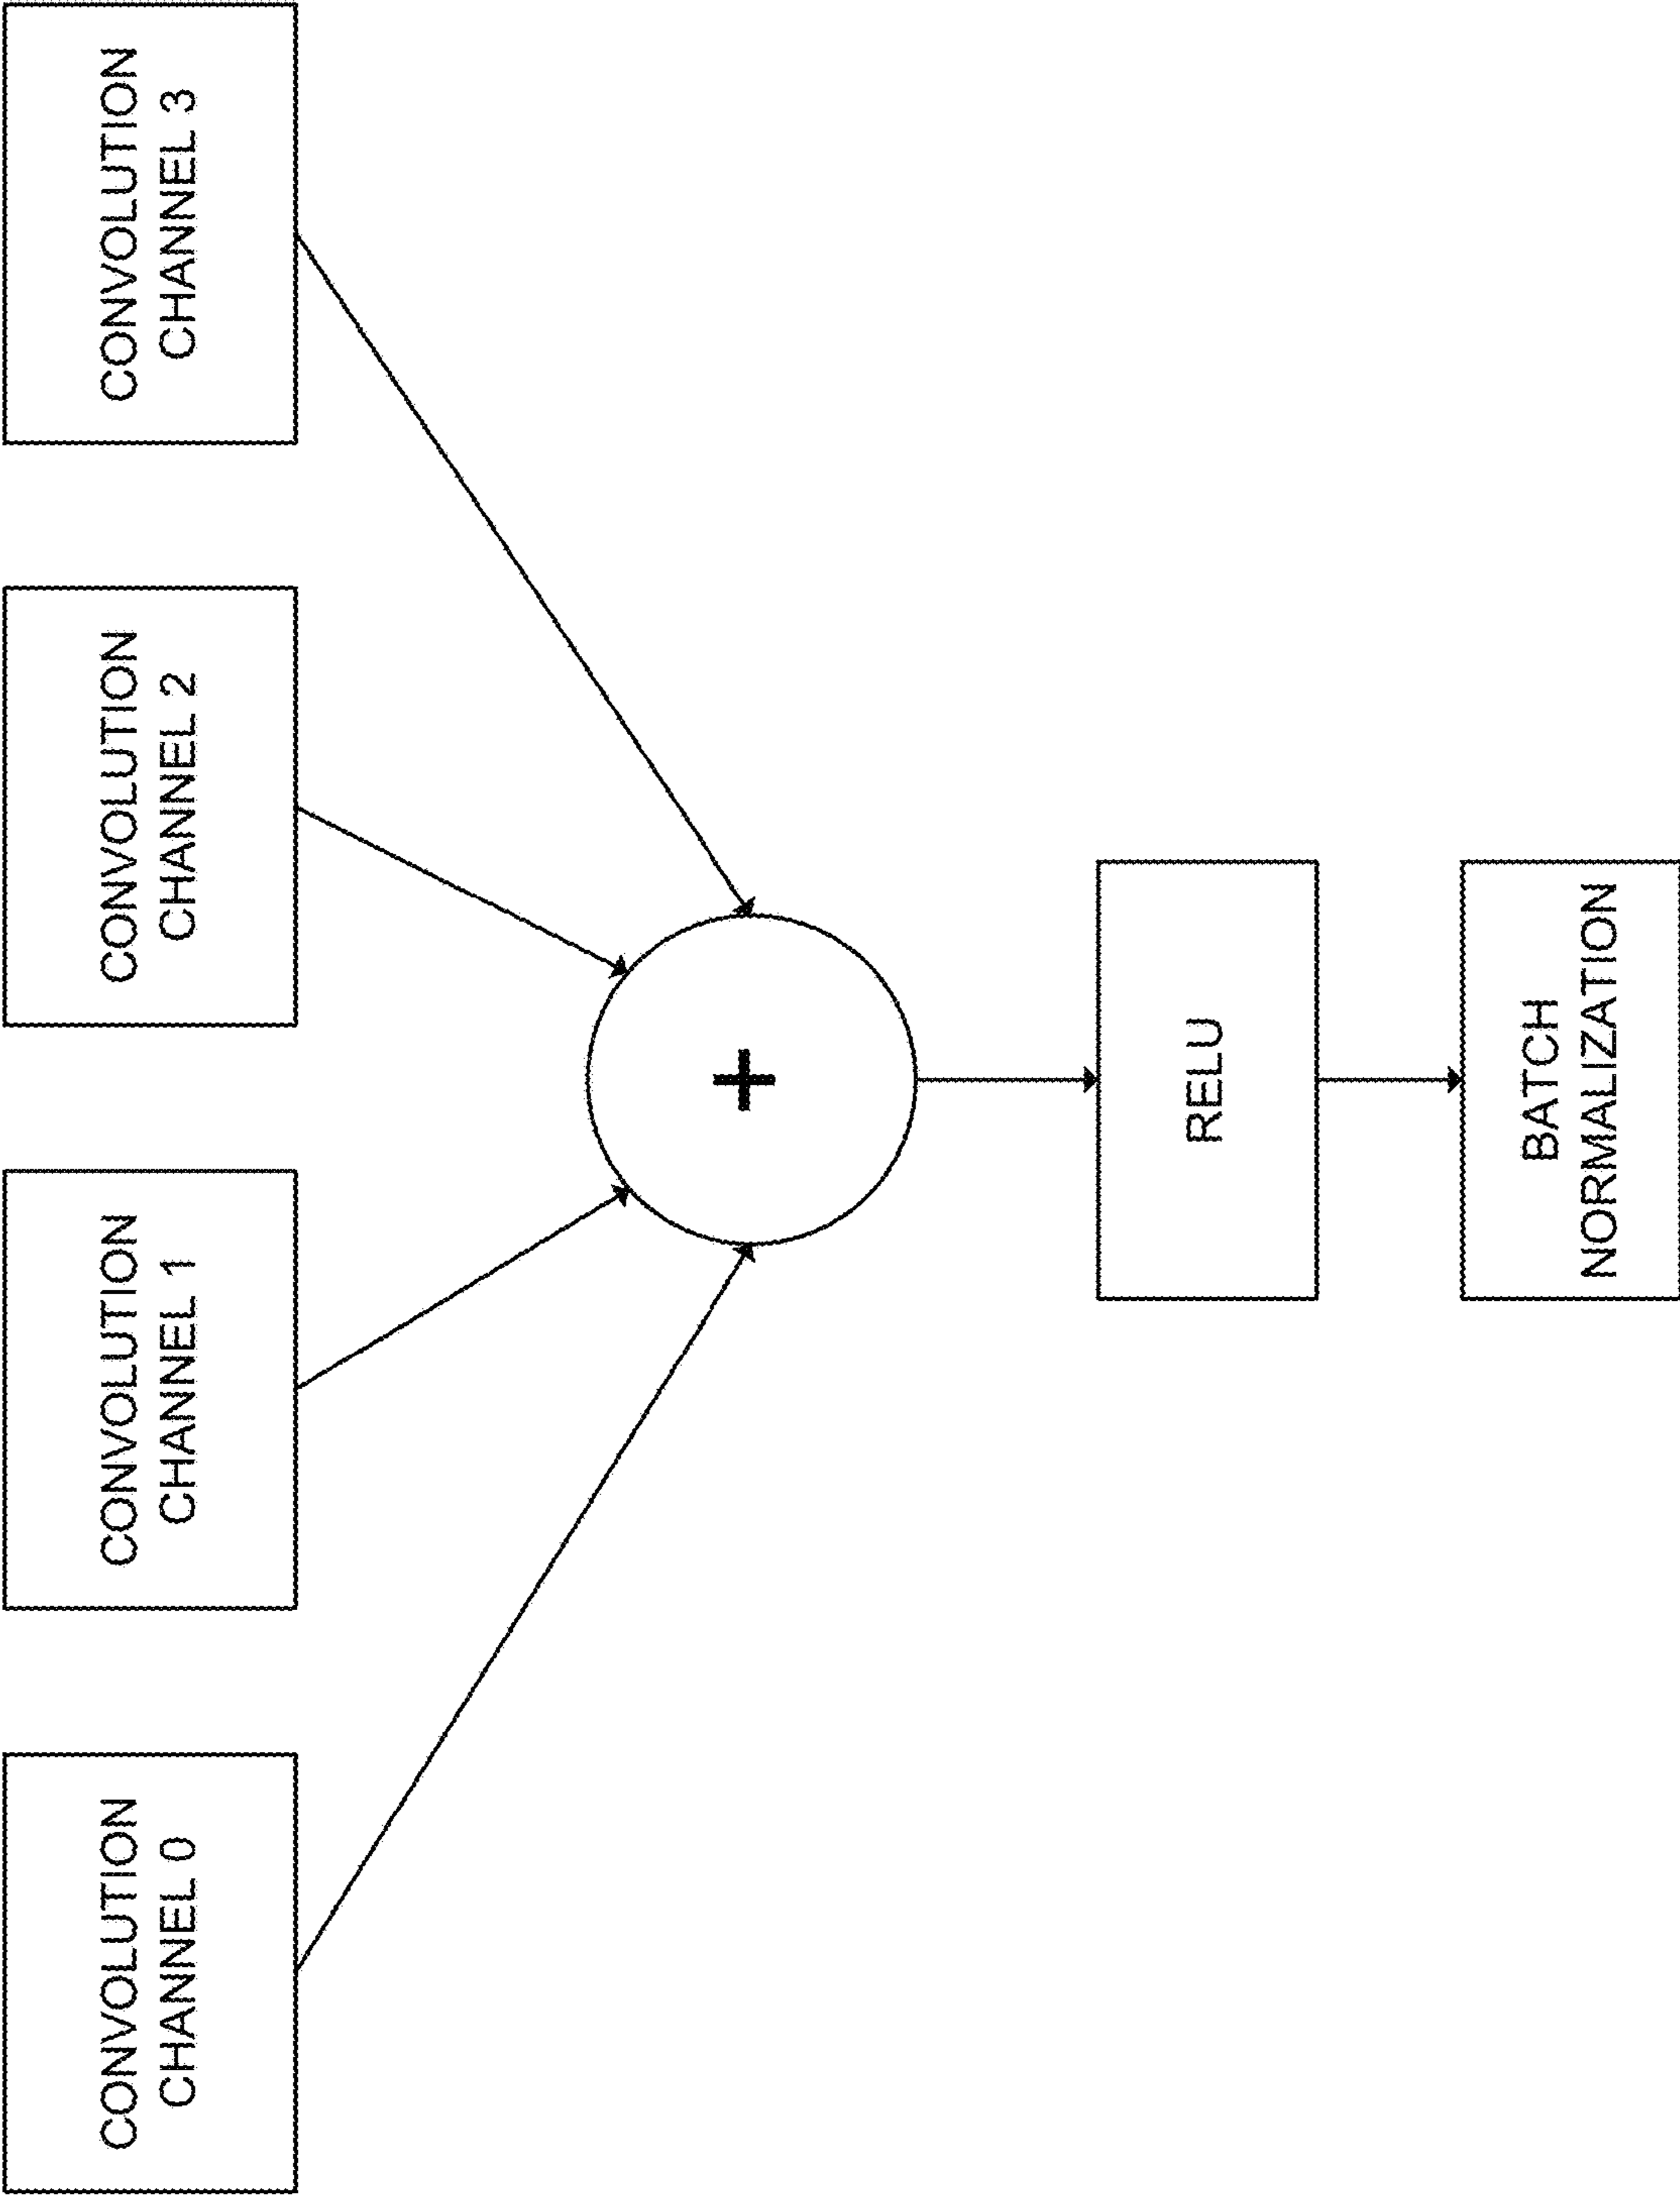 CONVOLUTION
CHANNEL 0
CONVOLUTION
CHANNEL 1
CONVOLUTION
CHANNEL 2
CONVOLUTION
CHANNEL 3
+
RELU
BATCH
NORMALIZATION